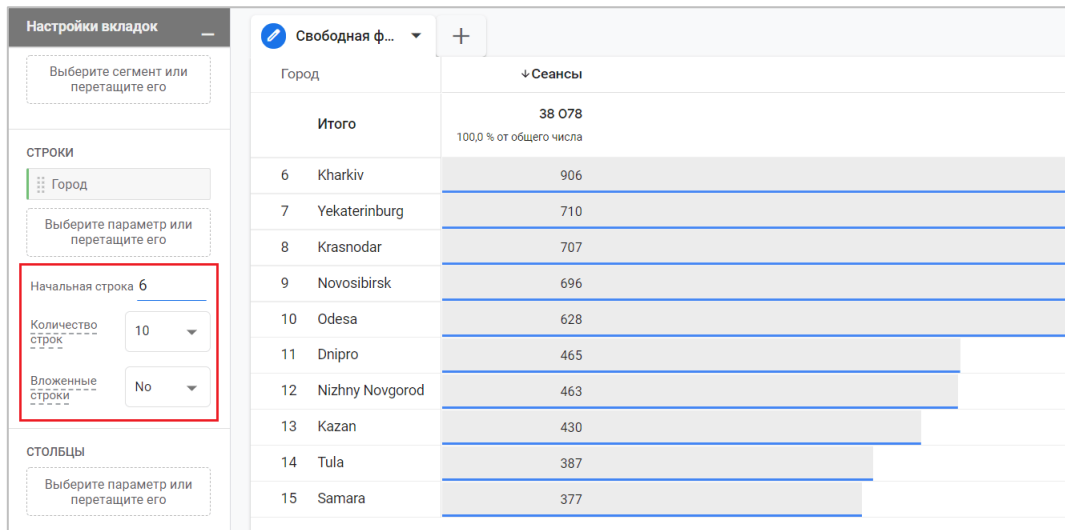 Настройки вкладок
Выберите сегмент или
перетащите его
СТРОКИ
Город
Выберите параметр или
перетащите его
Начальная строка 6
Количество
строк
10
Вложенные
строки
No
СТОЛБЦЫ
Выберите параметр или
перетащите его
Свободная ф...
Город
↓Сеансы
Итого
38 078
100,0 % от общего числа
6 Kharkiv 906
7 Yekaterinburg 710
8 Krasnodar 707
9 Novosibirsk 696
10 Odesa 628
11 Dnipro 465
12 Nizhny Novgorod 463
13 Kazan 430
14 Tula 387
15 Samara 377